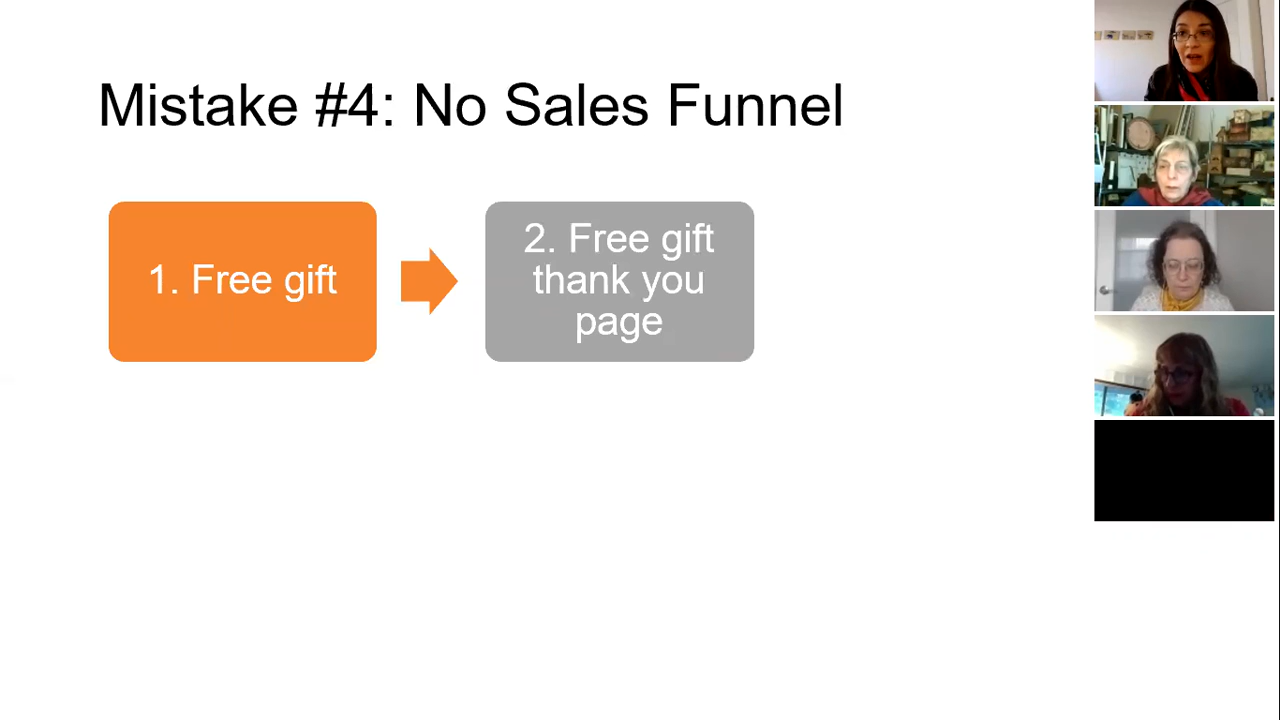 Mistake #4: No Sales Funnel
1. Free gift
2. Free gift
thank you
page